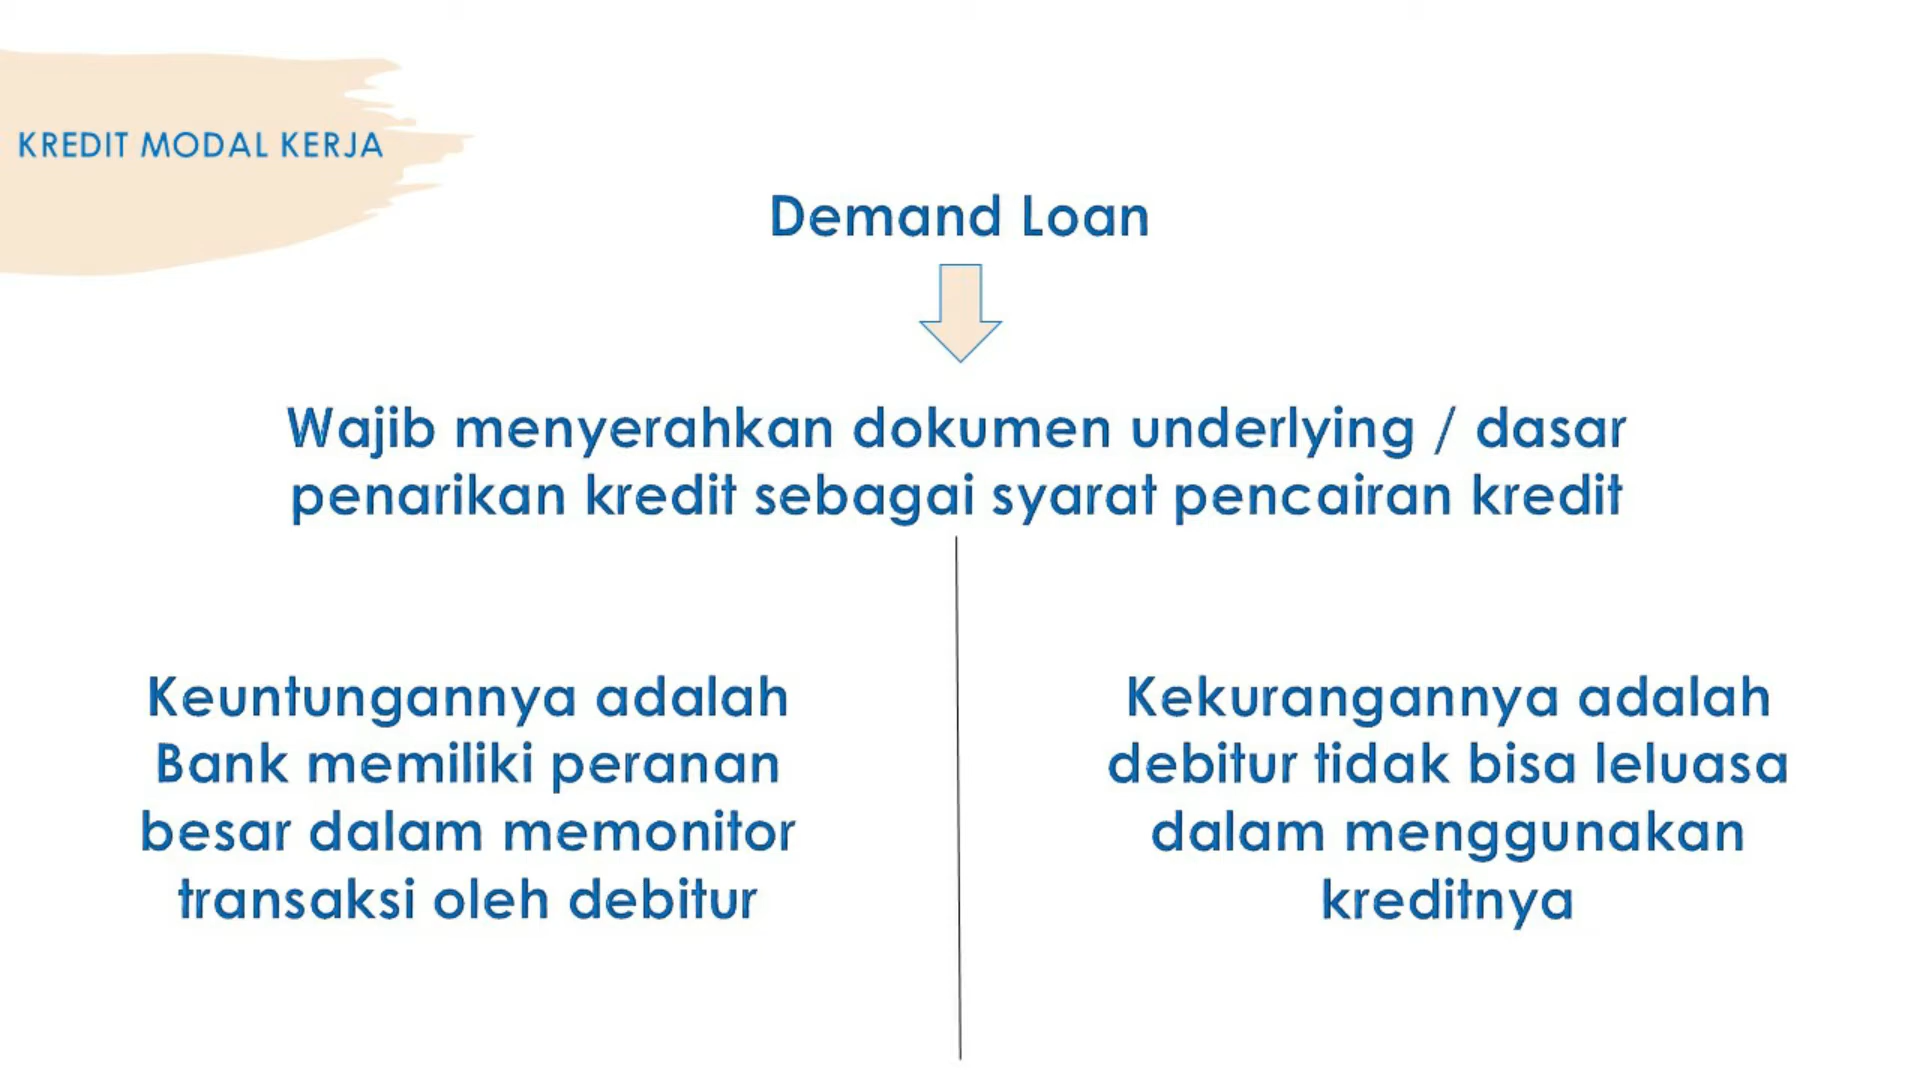 KREDIT MODAL KERJA
Demand Loan
Wajib menyerahkan dokumen underlying / dasar
penarikan kredit sebagai syarat pencairan kredit
Keuntungannya adalah
Bank memiliki peranan
besar dalam memonitor
transaksi oleh debitur
Kekurangannya adalah
debitur tidak bisa leluasa
dalam menggunakan
kreditnya